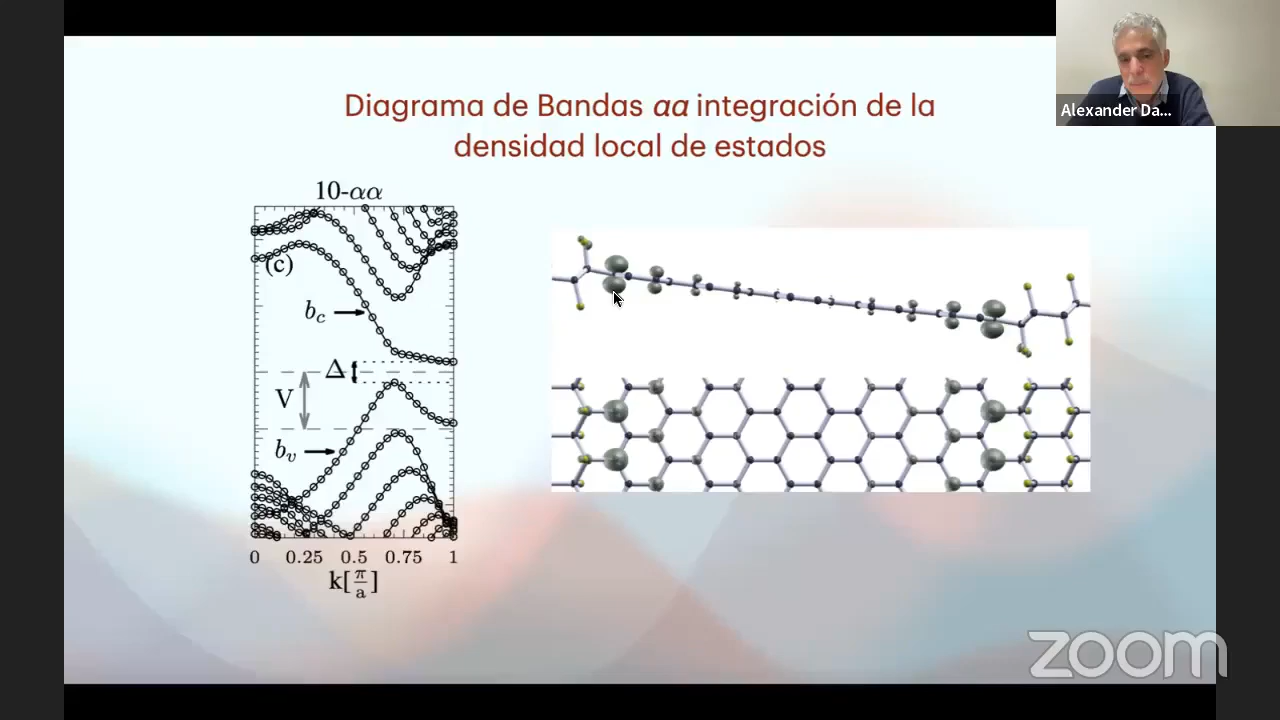 Alexander Da...
Diagrama de Bandas αα integración de la
densidad local de estados
10-αα
(c)
b_c
Δ
V
b_v
0 0.25 0.5 0.75 1
k[π/a]
zoom